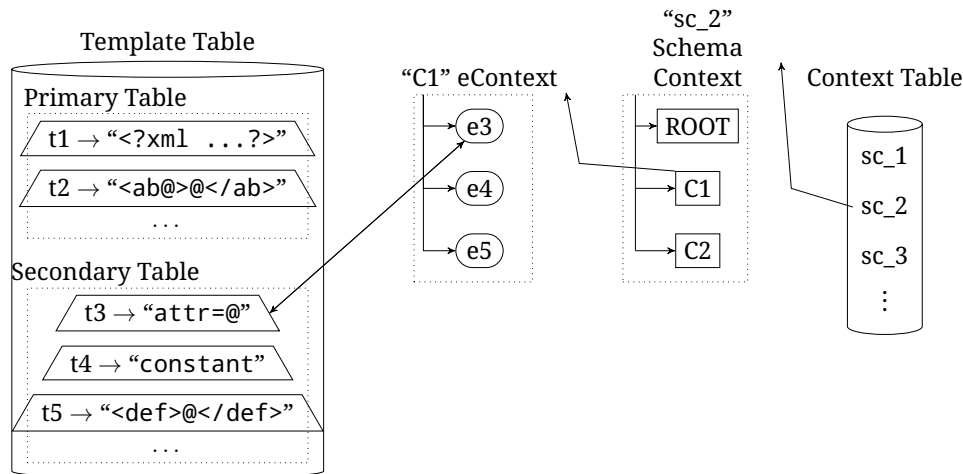 Template Table
Primary Table
t1 → “<?xml ...?>”
t2 → “<ab@>@</ab>”
...
Secondary Table
t3 → “attr=@”
t4 → “constant”
t5 → “<def>@</def>”
...
“C1” eContext
e3
e4
e5
“sc_2”
Schema
Context
ROOT
C1
C2
Context Table
sc_1
sc_2
sc_3
⋮